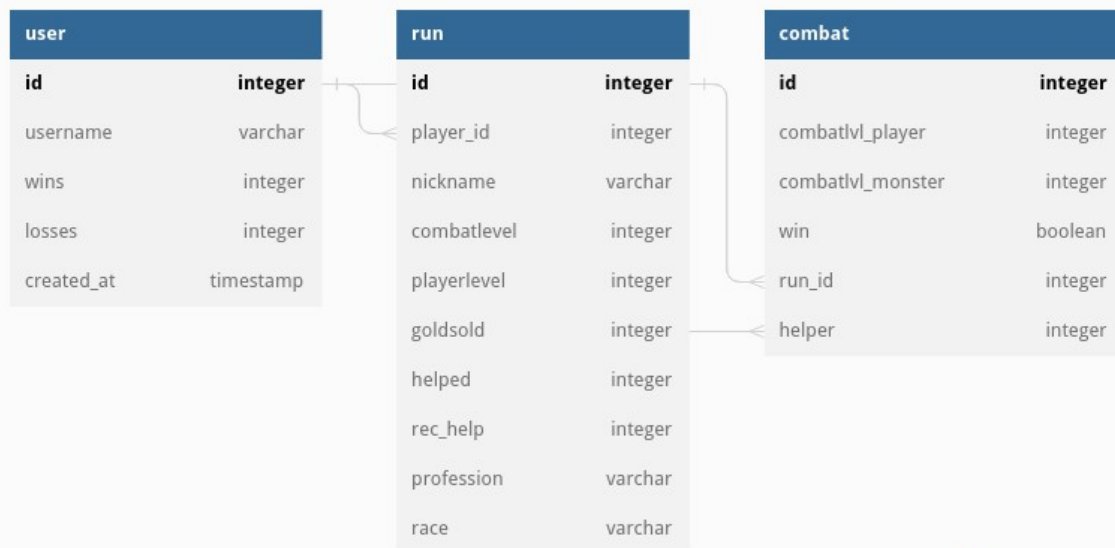 user
id integer
username varchar
wins integer
losses integer
created_at timestamp
run
id integer
player_id integer
nickname varchar
combatlevel integer
playerlevel integer
goldsold integer
helped integer
rec_help integer
profession varchar
race varchar
combat
id integer
combatlvl_player integer
combatlvl_monster integer
win boolean
run_id integer
helper integer